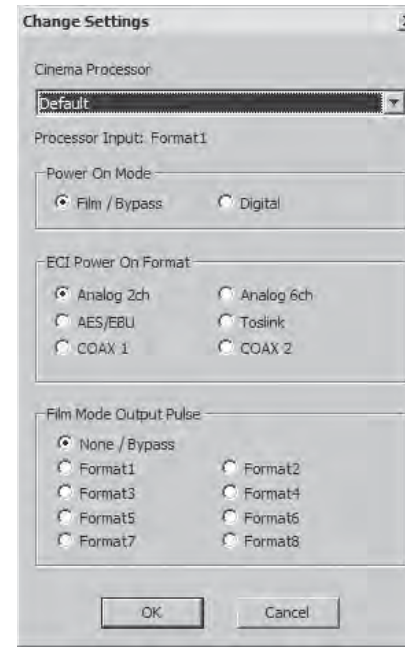 Change Settings
Cinema Processor
Default
Processor Input: Format1
Power On Mode
Film / Bypass Digital
ECI Power On Format
Analog 2ch Analog 6ch
AES/EBU Toslink
COAX 1 COAX 2
Film Mode Output Pulse
None / Bypass
Format1 Format2
Format3 Format4
Format5 Format6
Format7 Format8
OK Cancel